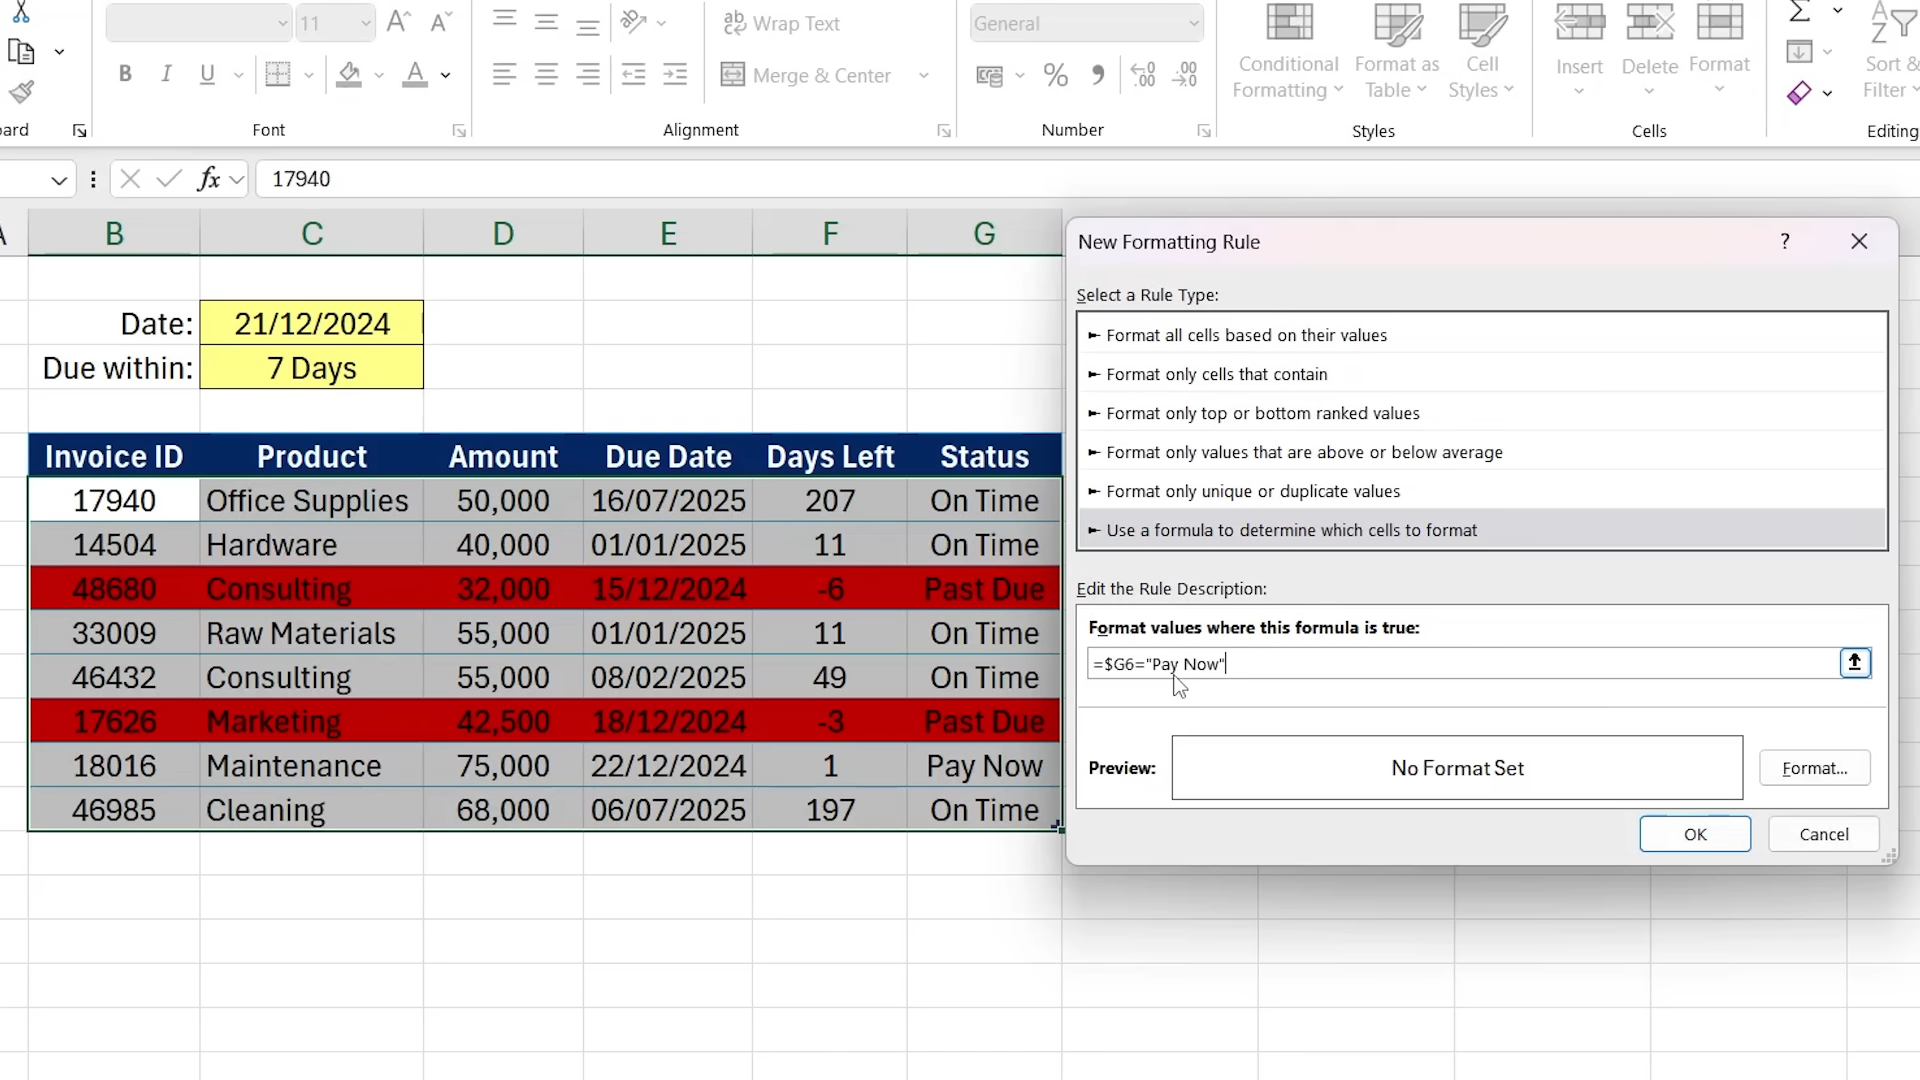 11 A A
ab Wrap Text
General
Conditional Formatting
Format as Table
Cell Styles
Insert
Delete
Format
Σ
A Z
Sort &
Filter
B I U A
Merge & Center
% , .00 .00
ard
Font
Alignment
Number
Styles
Cells
Editing
fx 17940
A B C D E F G
Date: 21/12/2024
Due within: 7 Days
Invoice ID Product Amount Due Date Days Left Status
17940 Office Supplies 50,000 16/07/2025 207 On Time
14504 Hardware 40,000 01/01/2025 11 On Time
48680 Consulting 32,000 15/12/2024 -6 Past Due
33009 Raw Materials 55,000 01/01/2025 11 On Time
46432 Consulting 55,000 08/02/2025 49 On Time
17626 Marketing 42,500 18/12/2024 -3 Past Due
18016 Maintenance 75,000 22/12/2024 1 Pay Now
46985 Cleaning 68,000 06/07/2025 197 On Time
New Formatting Rule ?
Select a Rule Type:
► Format all cells based on their values
► Format only cells that contain
► Format only top or bottom ranked values
► Format only values that are above or below average
► Format only unique or duplicate values
► Use a formula to determine which cells to format
Edit the Rule Description:
Format values where this formula is true:
=$G6="Pay Now"
Preview: No Format Set Format...
OK Cancel